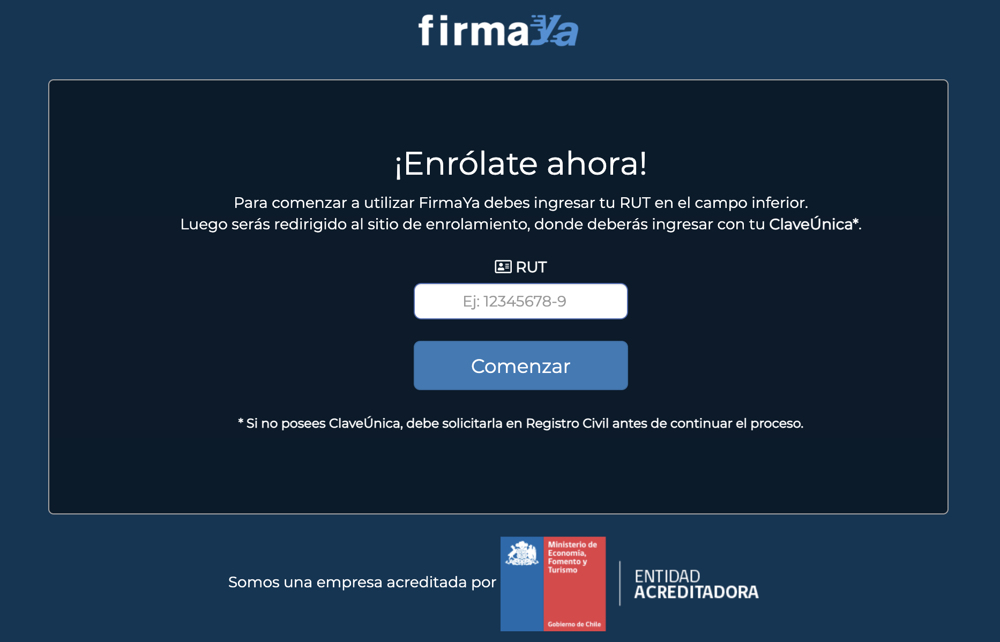 firmaYa
¡Enrólate ahora!
Para comenzar a utilizar FirmaYa debes ingresar tu RUT en el campo inferior.
Luego serás redirigido al sitio de enrolamiento, donde deberás ingresar con tu ClaveÚnica*.
RUT
Ej: 12345678-9
Comenzar
* Si no posees ClaveÚnica, debe solicitarla en Registro Civil antes de continuar el proceso.
Somos una empresa acreditada por
Ministerio de
Economía,
Fomento y
Turismo
Gobierno de Chile
ENTIDAD
ACREDITADORA